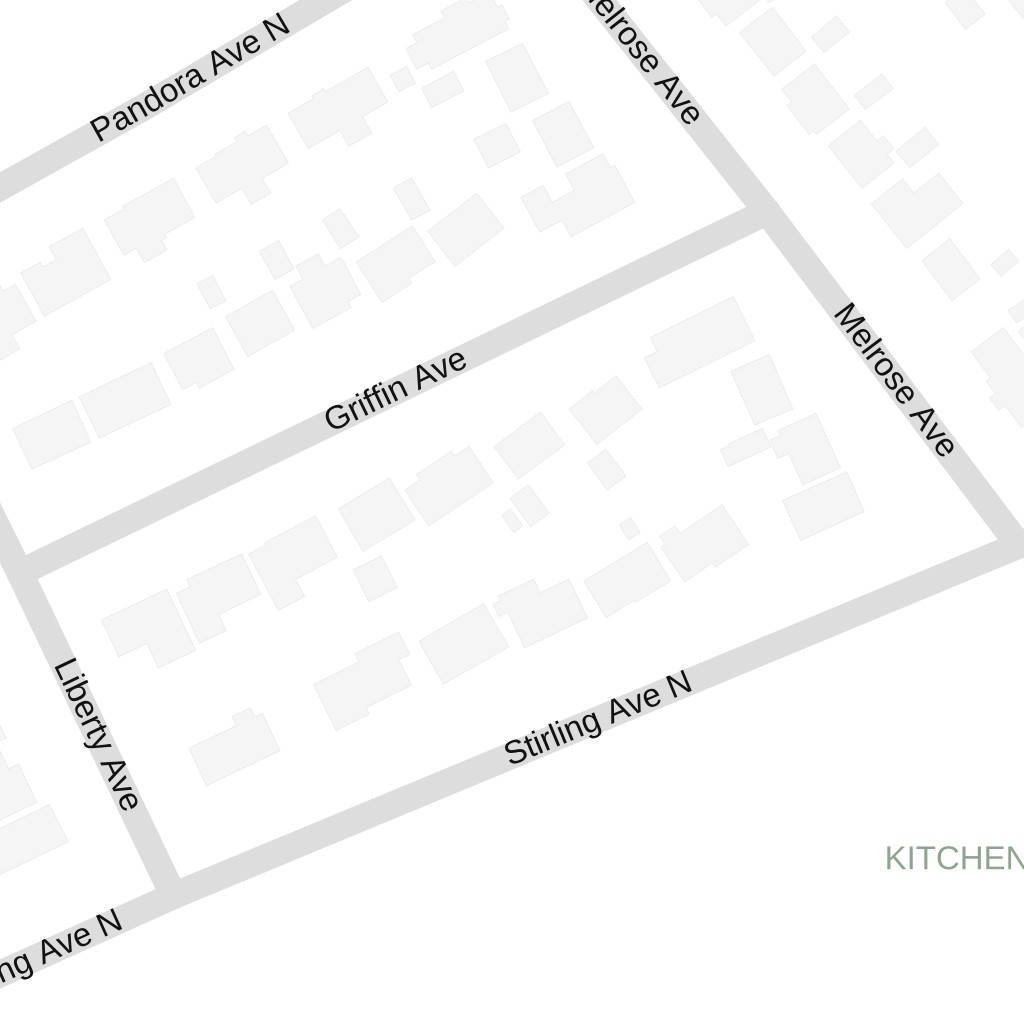 Pandora Ave N
elrose Ave
Melrose Ave
Griffin Ave
Liberty Ave
Stirling Ave N
ng Ave N
KITCHEN